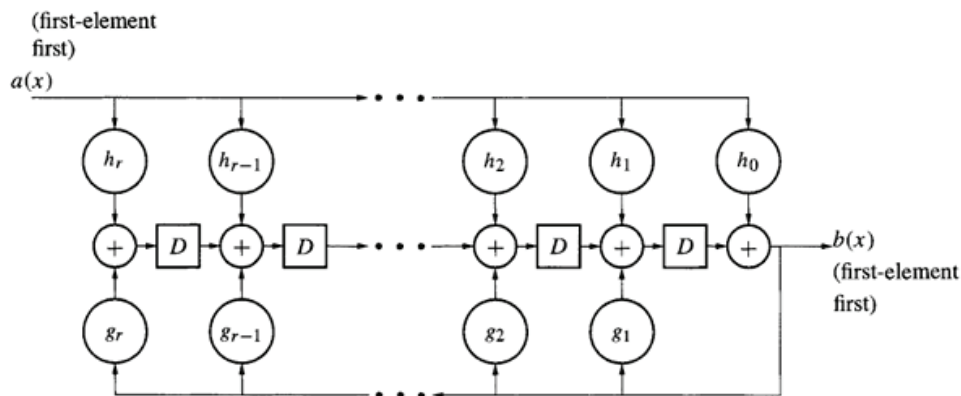 (first-element
first)
a(x)
h_r
h_{r-1}
h_2
h_1
h_0
+ D + D + D + D +
b(x)
(first-element
first)
g_r
g_{r-1}
g_2
g_1